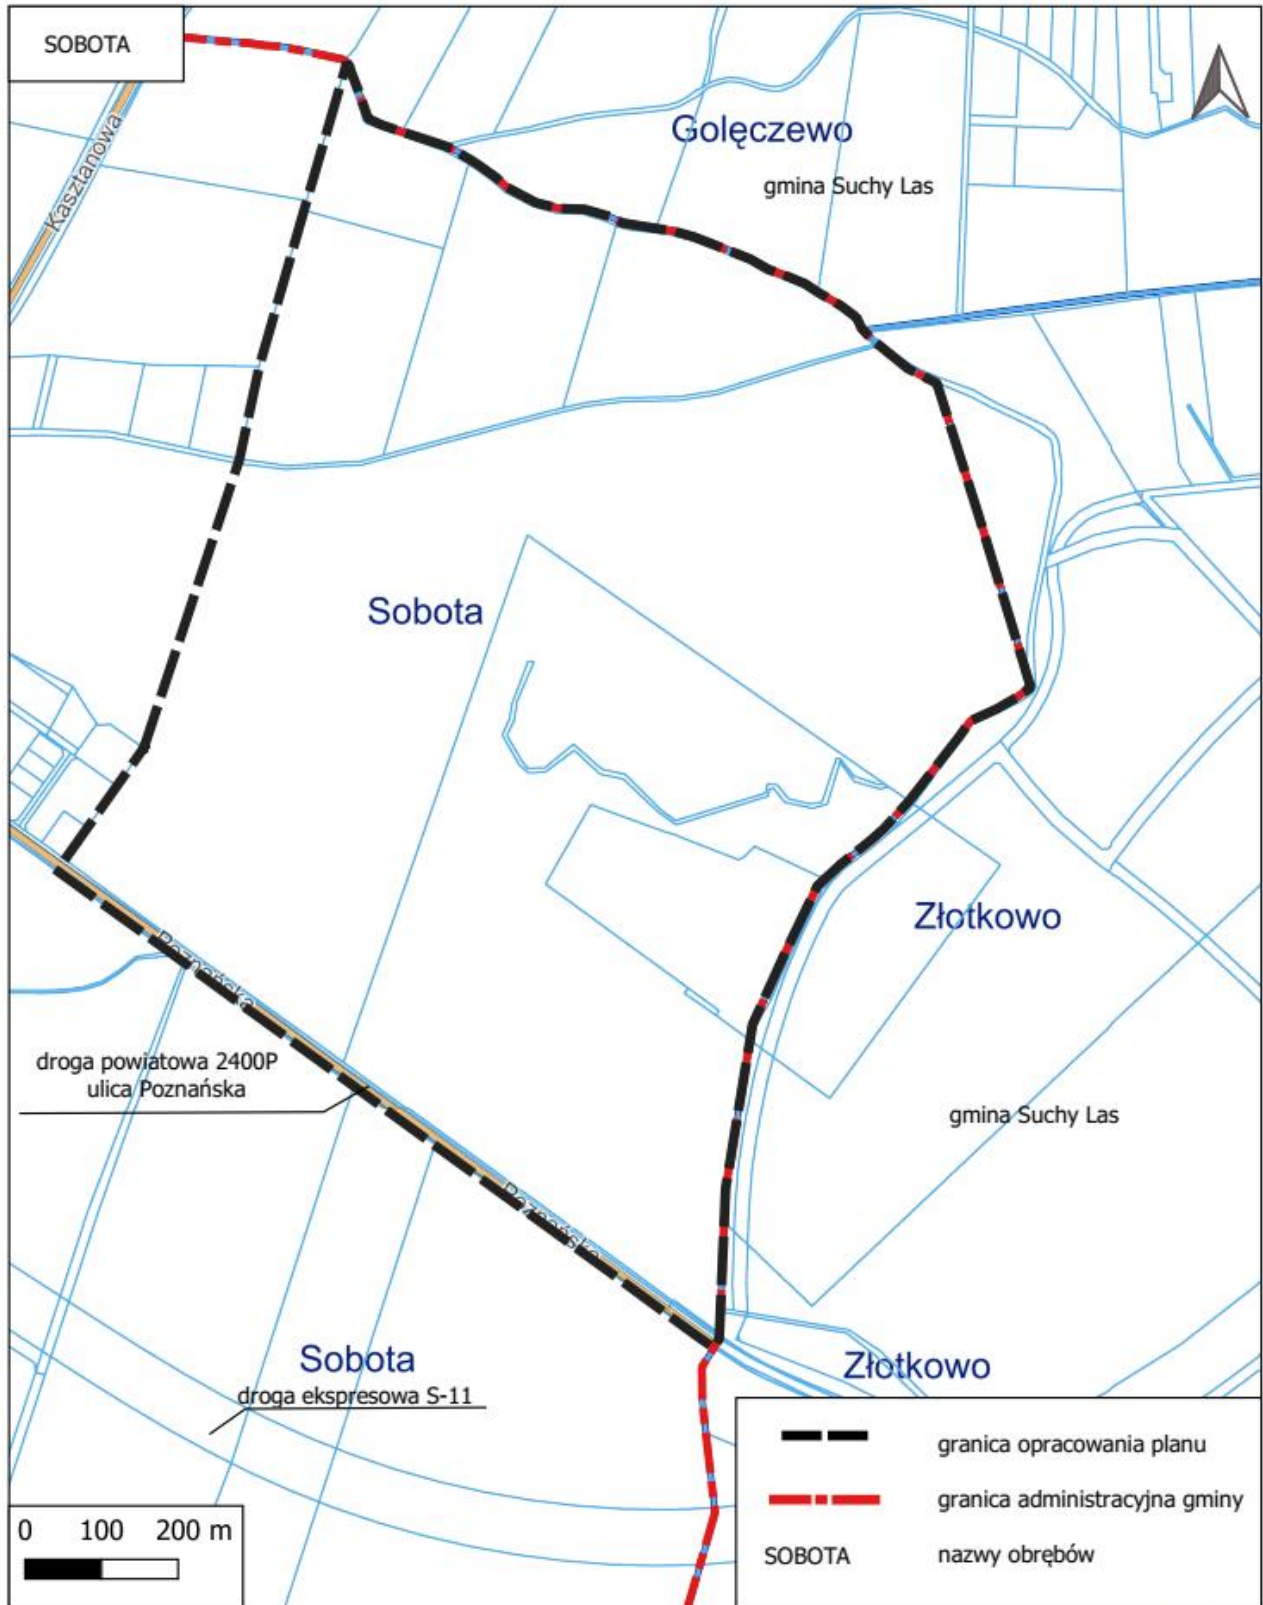 SOBOTA
Kasztanowa
Golęczewo
gmina Suchy Las
Sobota
Złotkowo
Poznańska
droga powiatowa 2400P
ulica Poznańska
gmina Suchy Las
Poznańska
Sobota
droga ekspresowa S-11
Złotkowo
granica opracowania planu
granica administracyjna gminy
SOBOTA nazwy obrębów
0 100 200 m